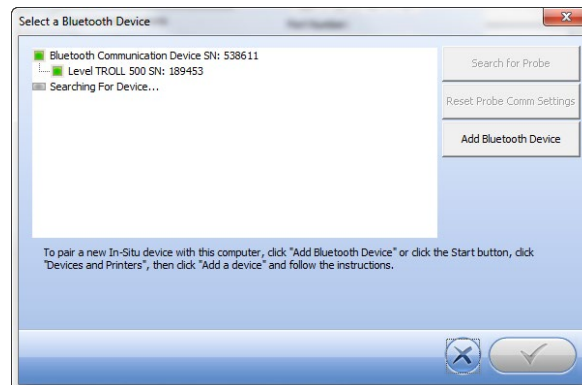 Select a Bluetooth Device
Bluetooth Communication Device SN: 538611
Level TROLL 500 SN: 189453
Searching For Device...
Search for Probe
Reset Probe Comm Settings
Add Bluetooth Device
To pair a new In-Situ device with this computer, click "Add Bluetooth Device" or click the Start button, click
"Devices and Printers", then click "Add a device" and follow the instructions.